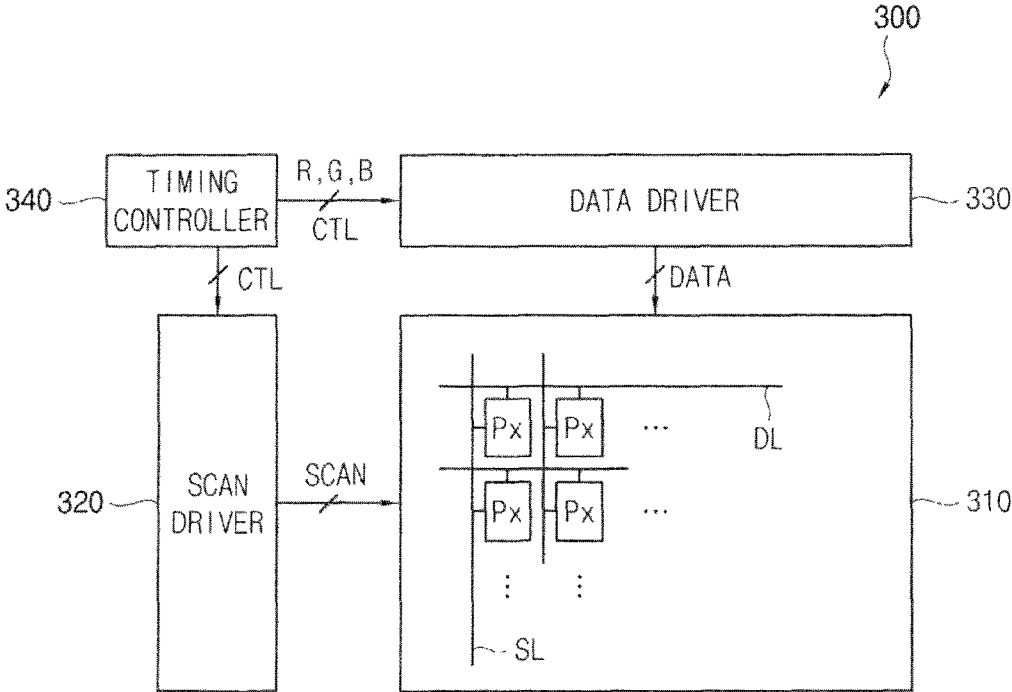 300
340
TIMING
CONTROLLER
R,G,B
CTL
DATA DRIVER
330
CTL
DATA
320
SCAN
DRIVER
SCAN
Px Px ...
DL
Px Px ...
310
SL